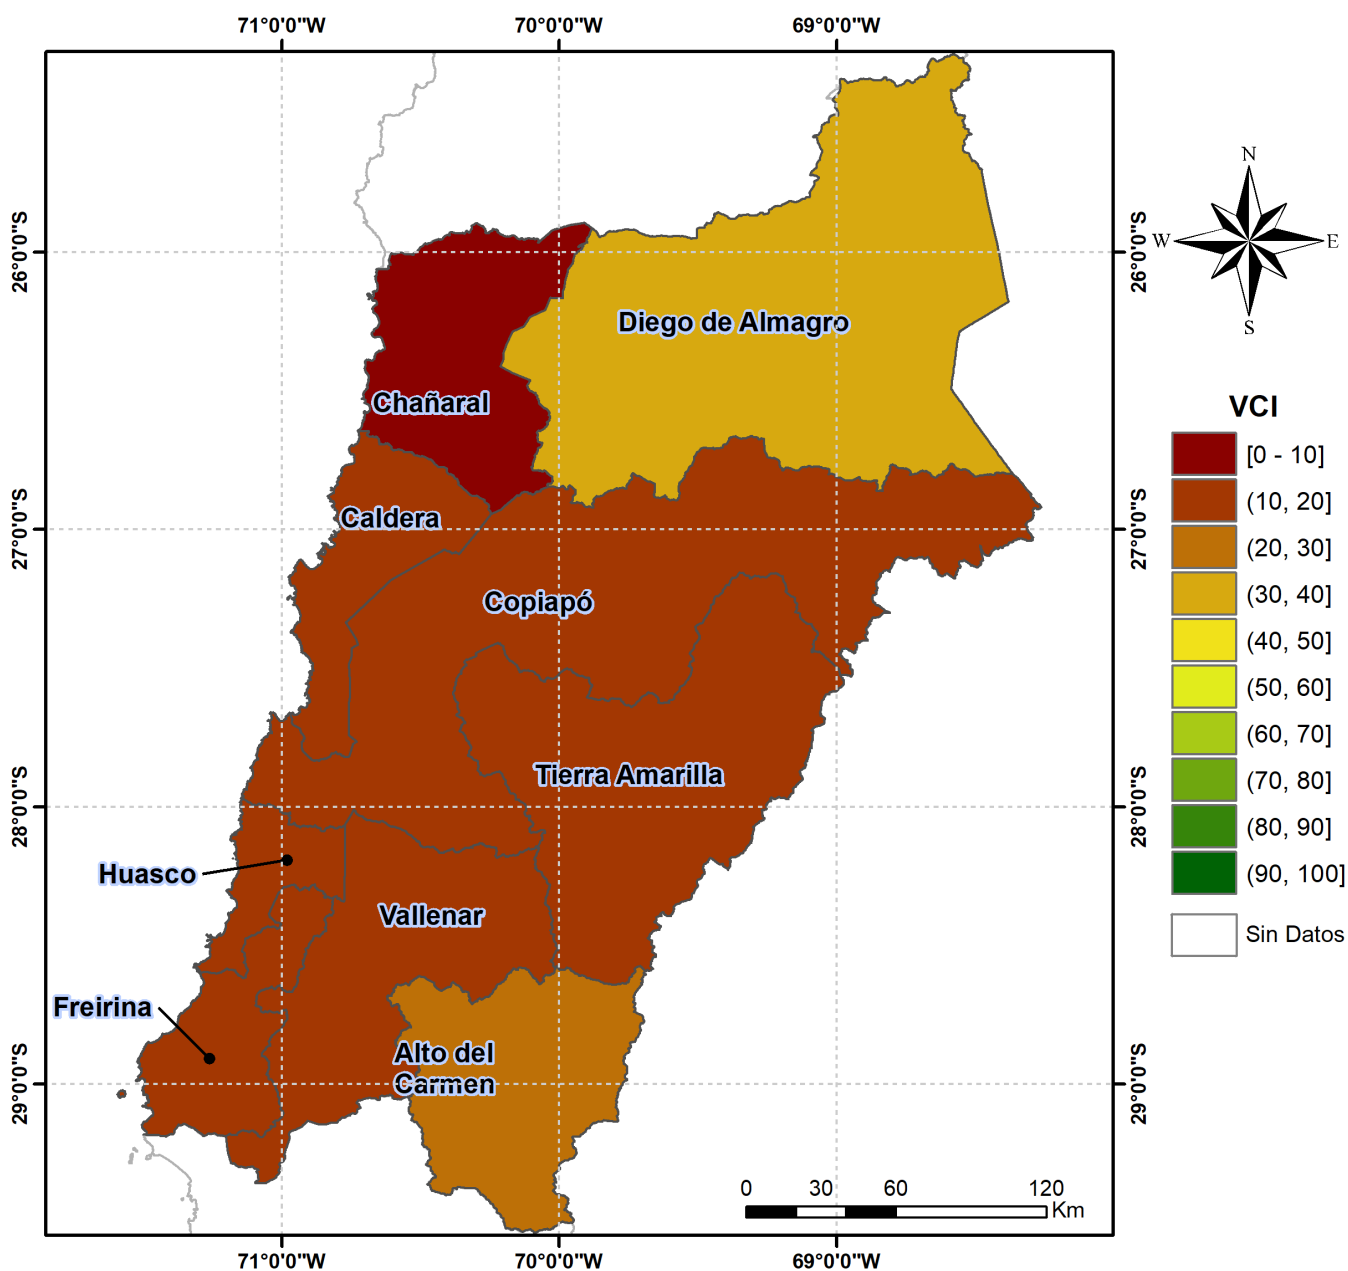 71°0'0"W
70°0'0"W
69°0'0"W
26°0'0"S
26°0'0"S
27°0'0"S
27°0'0"S
28°0'0"S
28°0'0"S
29°0'0"S
29°0'0"S
N
W
E
S
Diego de Almagro
Chañaral
Caldera
Copiapó
Tierra Amarilla
Huasco
Vallenar
Freirina
Alto del
Carmen
VCI
[0 - 10]
(10, 20]
(20, 30]
(30, 40]
(40, 50]
(50, 60]
(60, 70]
(70, 80]
(80, 90]
(90, 100]
Sin Datos
0 30 60 120
Km
71°0'0"W
70°0'0"W
69°0'0"W